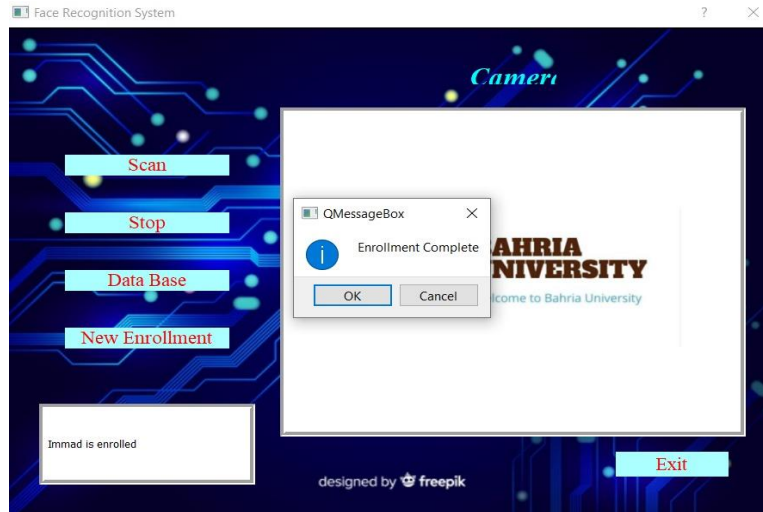 Face Recognition System
?
Camera
Scan
Stop
Data Base
New Enrollment
QMessageBox
Enrollment Complete
OK
Cancel
AHRIA
NIVERSITY
lcome to Bahria University
Immad is enrolled
Exit
designed by freepik